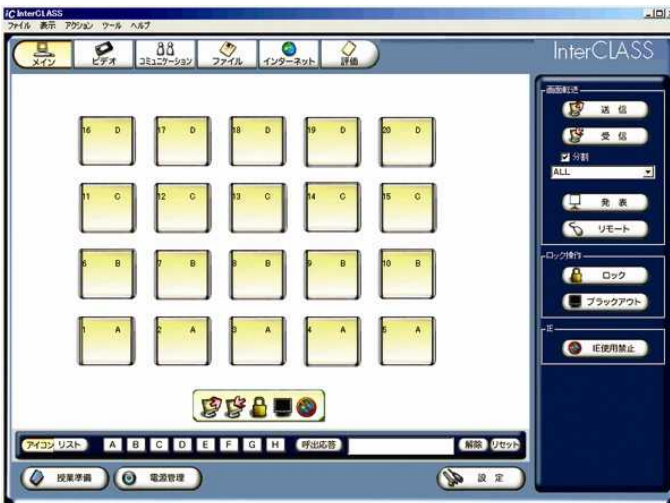 iC InterCLASS
ファイル 表示 アクション ツール ヘルプ
メイン ビデオ コミュニケーション ファイル インターネット 評価
InterCLASS
画面転送
送 信
受 信
分割
ALL
発 表
リモート
ロック操作
ロック
ブラックアウト
IE
IE使用禁止
16 D 17 D 18 D 19 D 20 D
11 C 12 C 13 C 14 C 15 C
6 B 7 B 8 B 9 B 10 B
1 A 2 A 3 A 4 A 5 A
アイコン リスト A B C D E F G H 呼出応答 解除 リセット
授業準備 電源管理 設 定